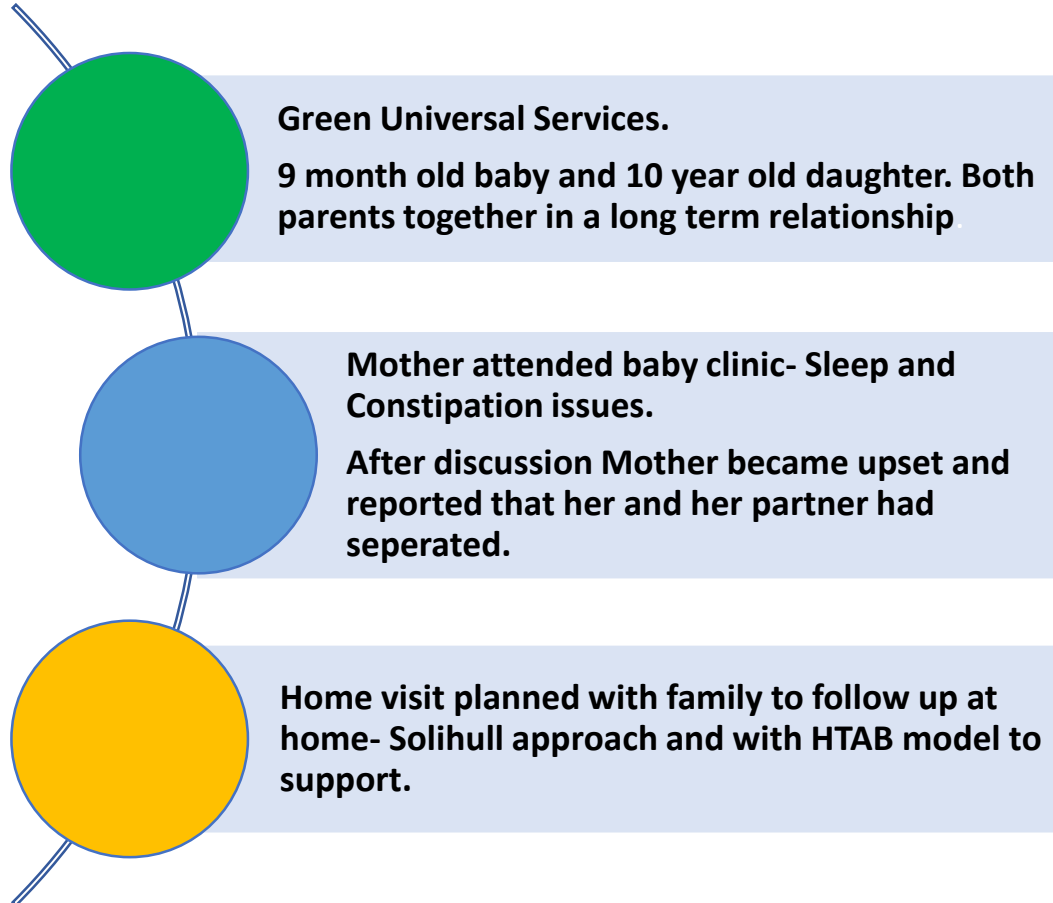 Green Universal Services.
9 month old baby and 10 year old daughter. Both
parents together in a long term relationship.
Mother attended baby clinic- Sleep and
Constipation issues.
After discussion Mother became upset and
reported that her and her partner had
seperated.
Home visit planned with family to follow up at
home- Solihull approach and with HTAB model to
support.